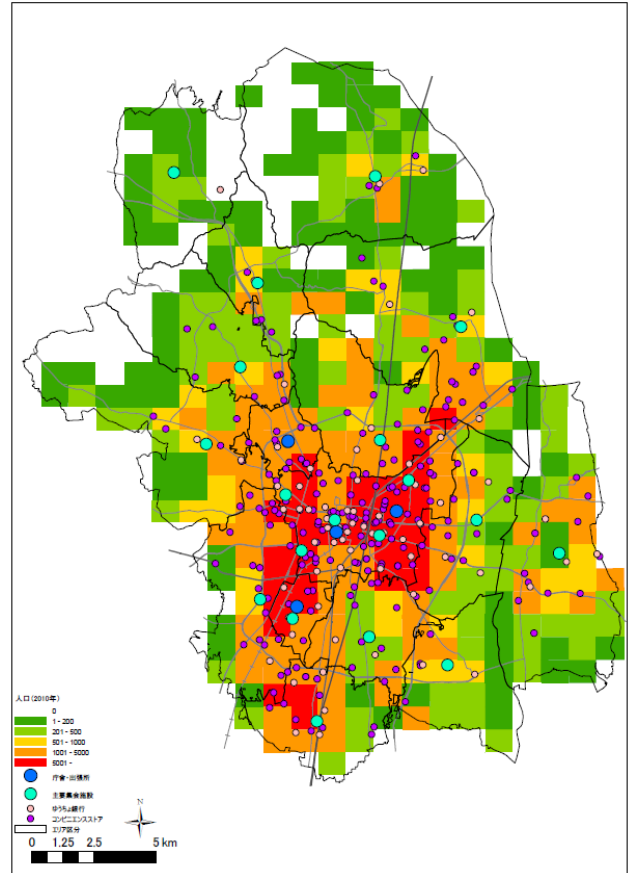 人口(2010年)
0
1 - 200
201 - 500
501 - 1000
1001 - 5000
5001 -
庁舎・出張所
主要集会施設
ゆうちょ銀行
コンビニエンスストア
エリア区分
N
0 1.25 2.5 5 km